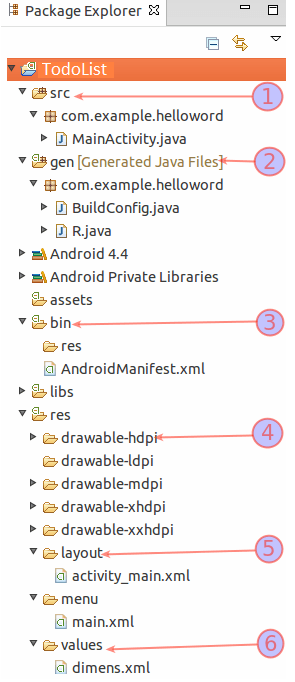 Package Explorer
TodoList
src 1
com.example.helloword
MainActivity.java
gen [Generated Java Files] 2
com.example.helloword
BuildConfig.java
R.java
Android 4.4
Android Private Libraries
assets
bin 3
res
AndroidManifest.xml
libs
res
drawable-hdpi 4
drawable-ldpi
drawable-mdpi
drawable-xhdpi
drawable-xxhdpi
layout 5
activity_main.xml
menu
main.xml
values 6
dimens.xml